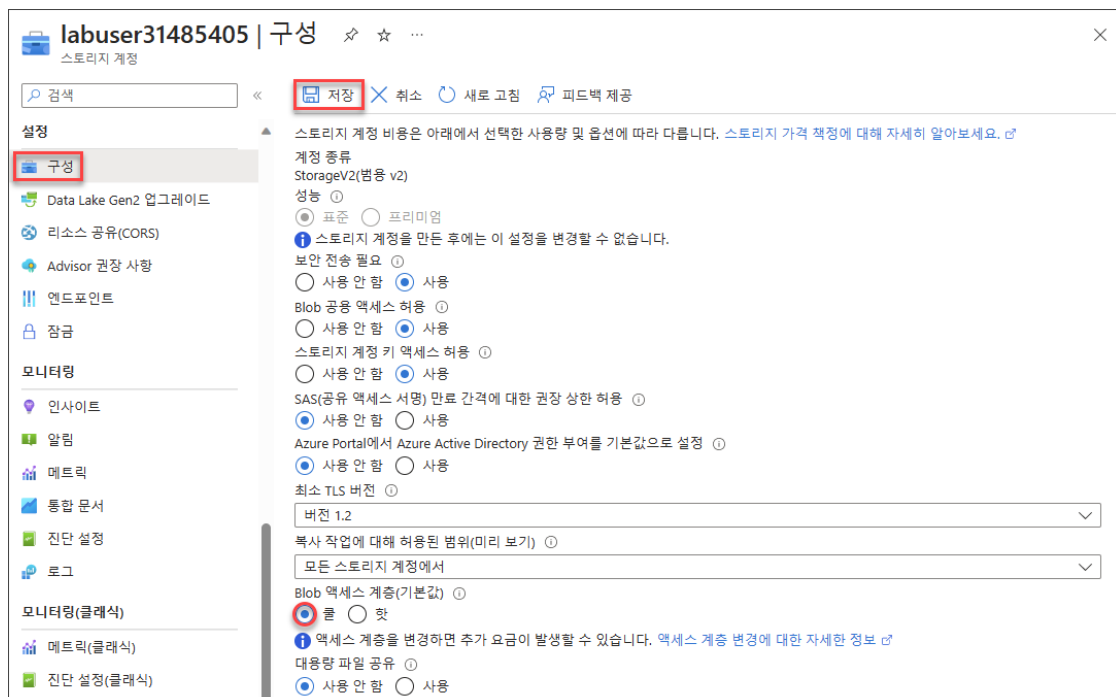 labuser31485405 | 구성
스토리지 계정
검색
설정
구성
Data Lake Gen2 업그레이드
리소스 공유(CORS)
Advisor 권장 사항
엔드포인트
잠금
모니터링
인사이트
알림
메트릭
통합 문서
진단 설정
로그
모니터링(클래식)
메트릭(클래식)
진단 설정(클래식)
저장 취소 새로 고침 피드백 제공
스토리지 계정 비용은 아래에서 선택한 사용량 및 옵션에 따라 다릅니다. 스토리지 가격 책정에 대해 자세히 알아보세요.
계정 종류
StorageV2(범용 v2)
성능
표준 프리미엄
스토리지 계정을 만든 후에는 이 설정을 변경할 수 없습니다.
보안 전송 필요
사용 안 함 사용
Blob 공용 액세스 허용
사용 안 함 사용
스토리지 계정 키 액세스 허용
사용 안 함 사용
SAS(공유 액세스 서명) 만료 간격에 대한 권장 상한 허용
사용 안 함 사용
Azure Portal에서 Azure Active Directory 권한 부여를 기본값으로 설정
사용 안 함 사용
최소 TLS 버전
버전 1.2
복사 작업에 대해 허용된 범위(미리 보기)
모든 스토리지 계정에서
Blob 액세스 계층(기본값)
쿨 핫
액세스 계층을 변경하면 추가 요금이 발생할 수 있습니다. 액세스 계층 변경에 대한 자세한 정보
대용량 파일 공유
사용 안 함 사용